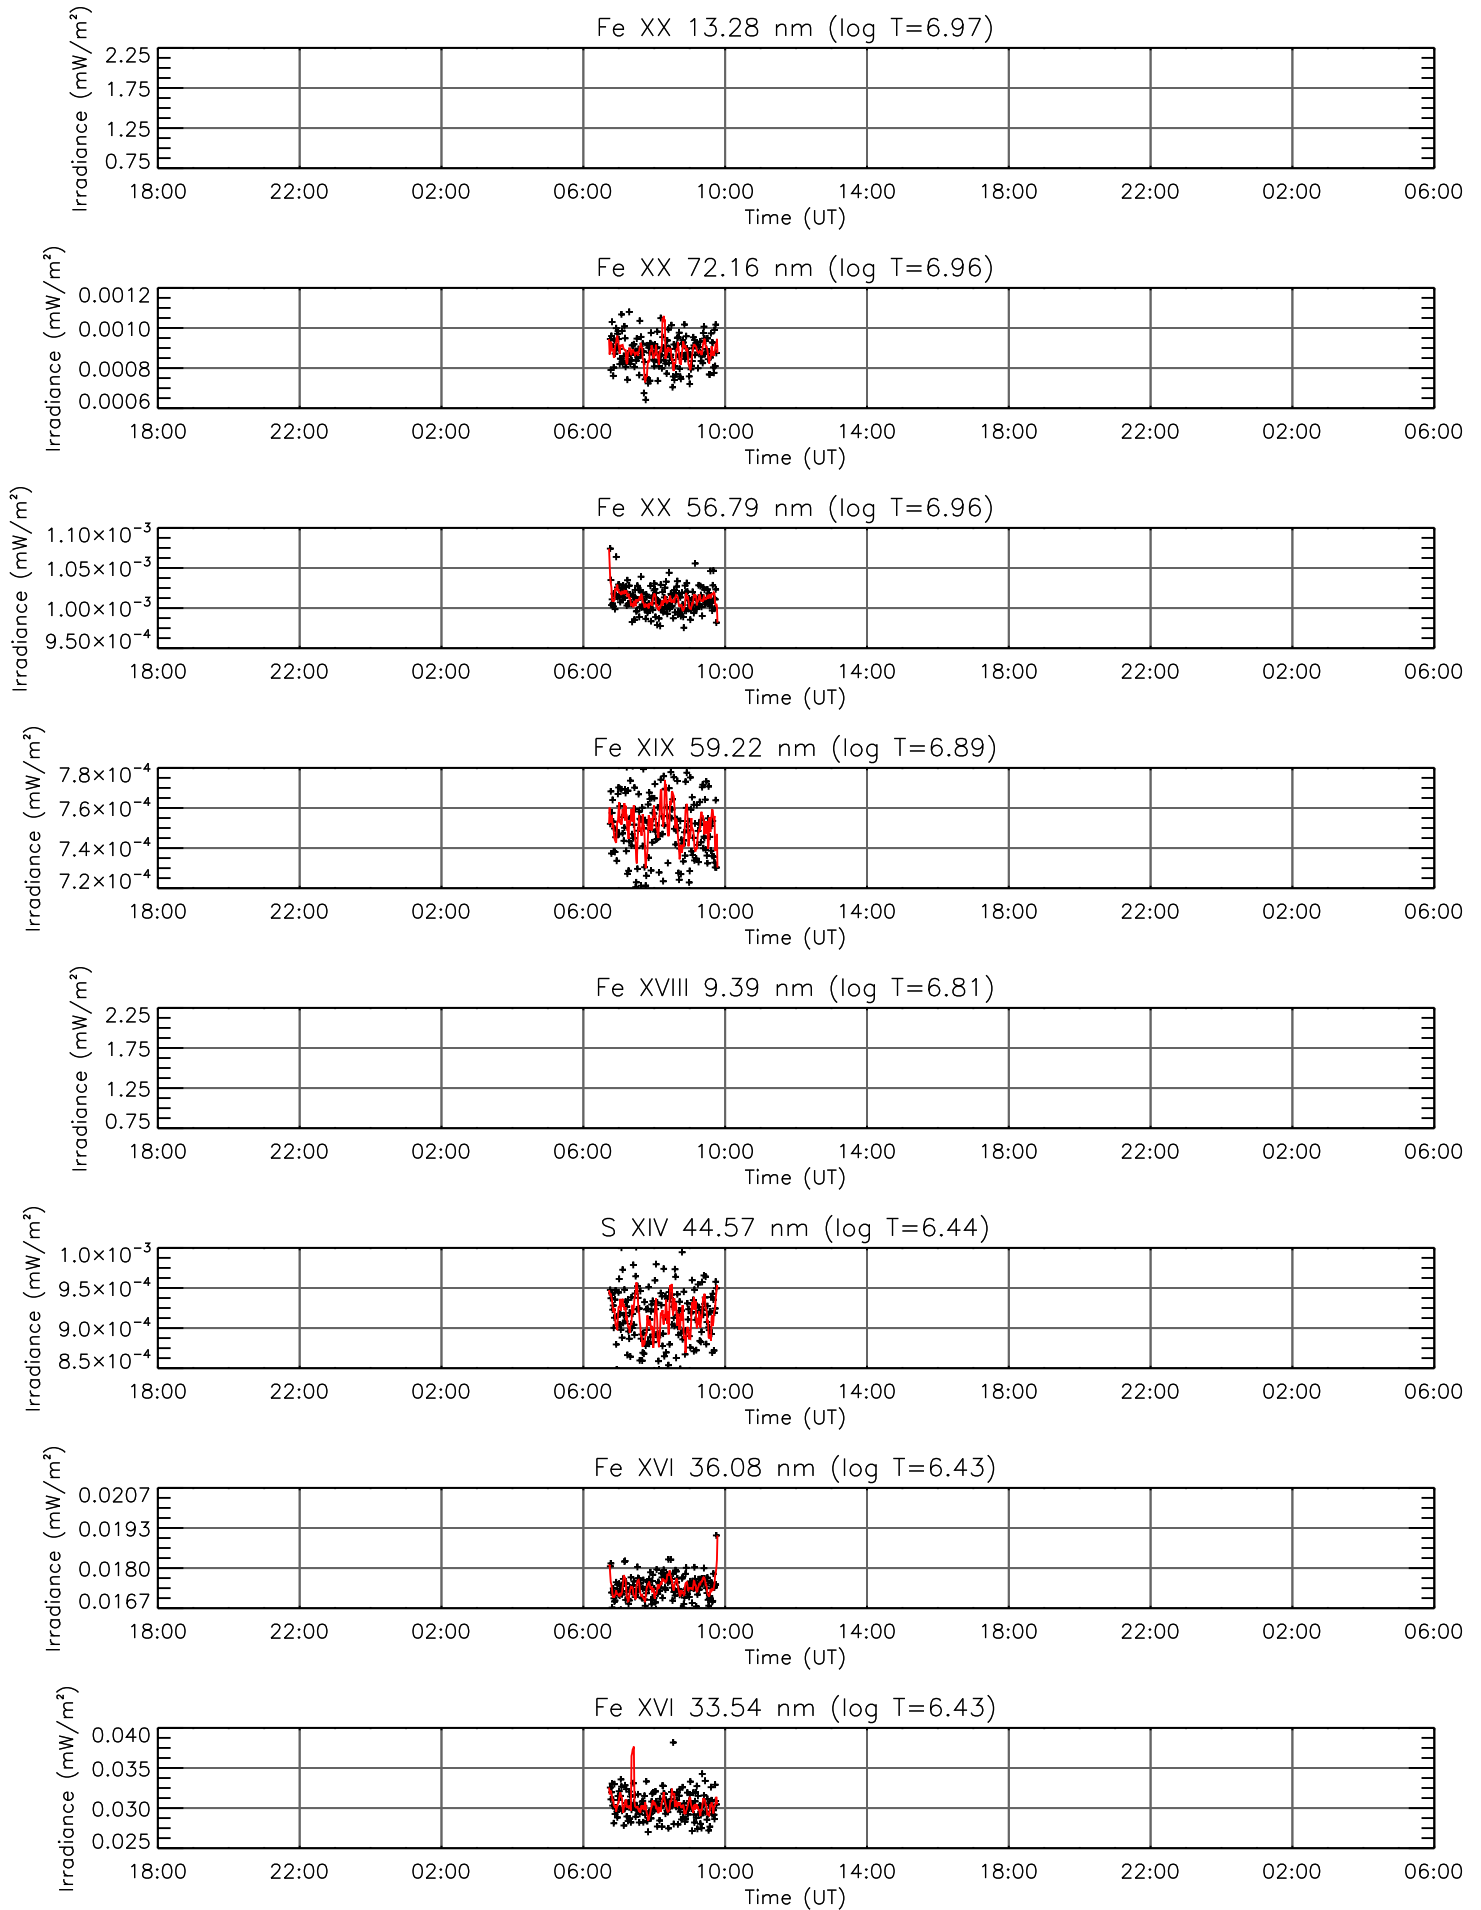 Fe XX 13.28 nm (log T=6.97)
Irradiance (mW/m²)
2.25
1.75
1.25
0.75
18:00 22:00 02:00 06:00 10:00 14:00 18:00 22:00 02:00 06:00
Time (UT)
Fe XX 72.16 nm (log T=6.96)
Irradiance (mW/m²)
0.0012
0.0010
0.0008
0.0006
18:00 22:00 02:00 06:00 10:00 14:00 18:00 22:00 02:00 06:00
Time (UT)
Fe XX 56.79 nm (log T=6.96)
Irradiance (mW/m²)
1.10×10⁻³
1.05×10⁻³
1.00×10⁻³
9.50×10⁻⁴
18:00 22:00 02:00 06:00 10:00 14:00 18:00 22:00 02:00 06:00
Time (UT)
Fe XIX 59.22 nm (log T=6.89)
Irradiance (mW/m²)
7.8×10⁻⁴
7.6×10⁻⁴
7.4×10⁻⁴
7.2×10⁻⁴
18:00 22:00 02:00 06:00 10:00 14:00 18:00 22:00 02:00 06:00
Time (UT)
Fe XVIII 9.39 nm (log T=6.81)
Irradiance (mW/m²)
2.25
1.75
1.25
0.75
18:00 22:00 02:00 06:00 10:00 14:00 18:00 22:00 02:00 06:00
Time (UT)
S XIV 44.57 nm (log T=6.44)
Irradiance (mW/m²)
1.0×10⁻³
9.5×10⁻⁴
9.0×10⁻⁴
8.5×10⁻⁴
18:00 22:00 02:00 06:00 10:00 14:00 18:00 22:00 02:00 06:00
Time (UT)
Fe XVI 36.08 nm (log T=6.43)
Irradiance (mW/m²)
0.0207
0.0193
0.0180
0.0167
18:00 22:00 02:00 06:00 10:00 14:00 18:00 22:00 02:00 06:00
Time (UT)
Fe XVI 33.54 nm (log T=6.43)
Irradiance (mW/m²)
0.040
0.035
0.030
0.025
18:00 22:00 02:00 06:00 10:00 14:00 18:00 22:00 02:00 06:00
Time (UT)